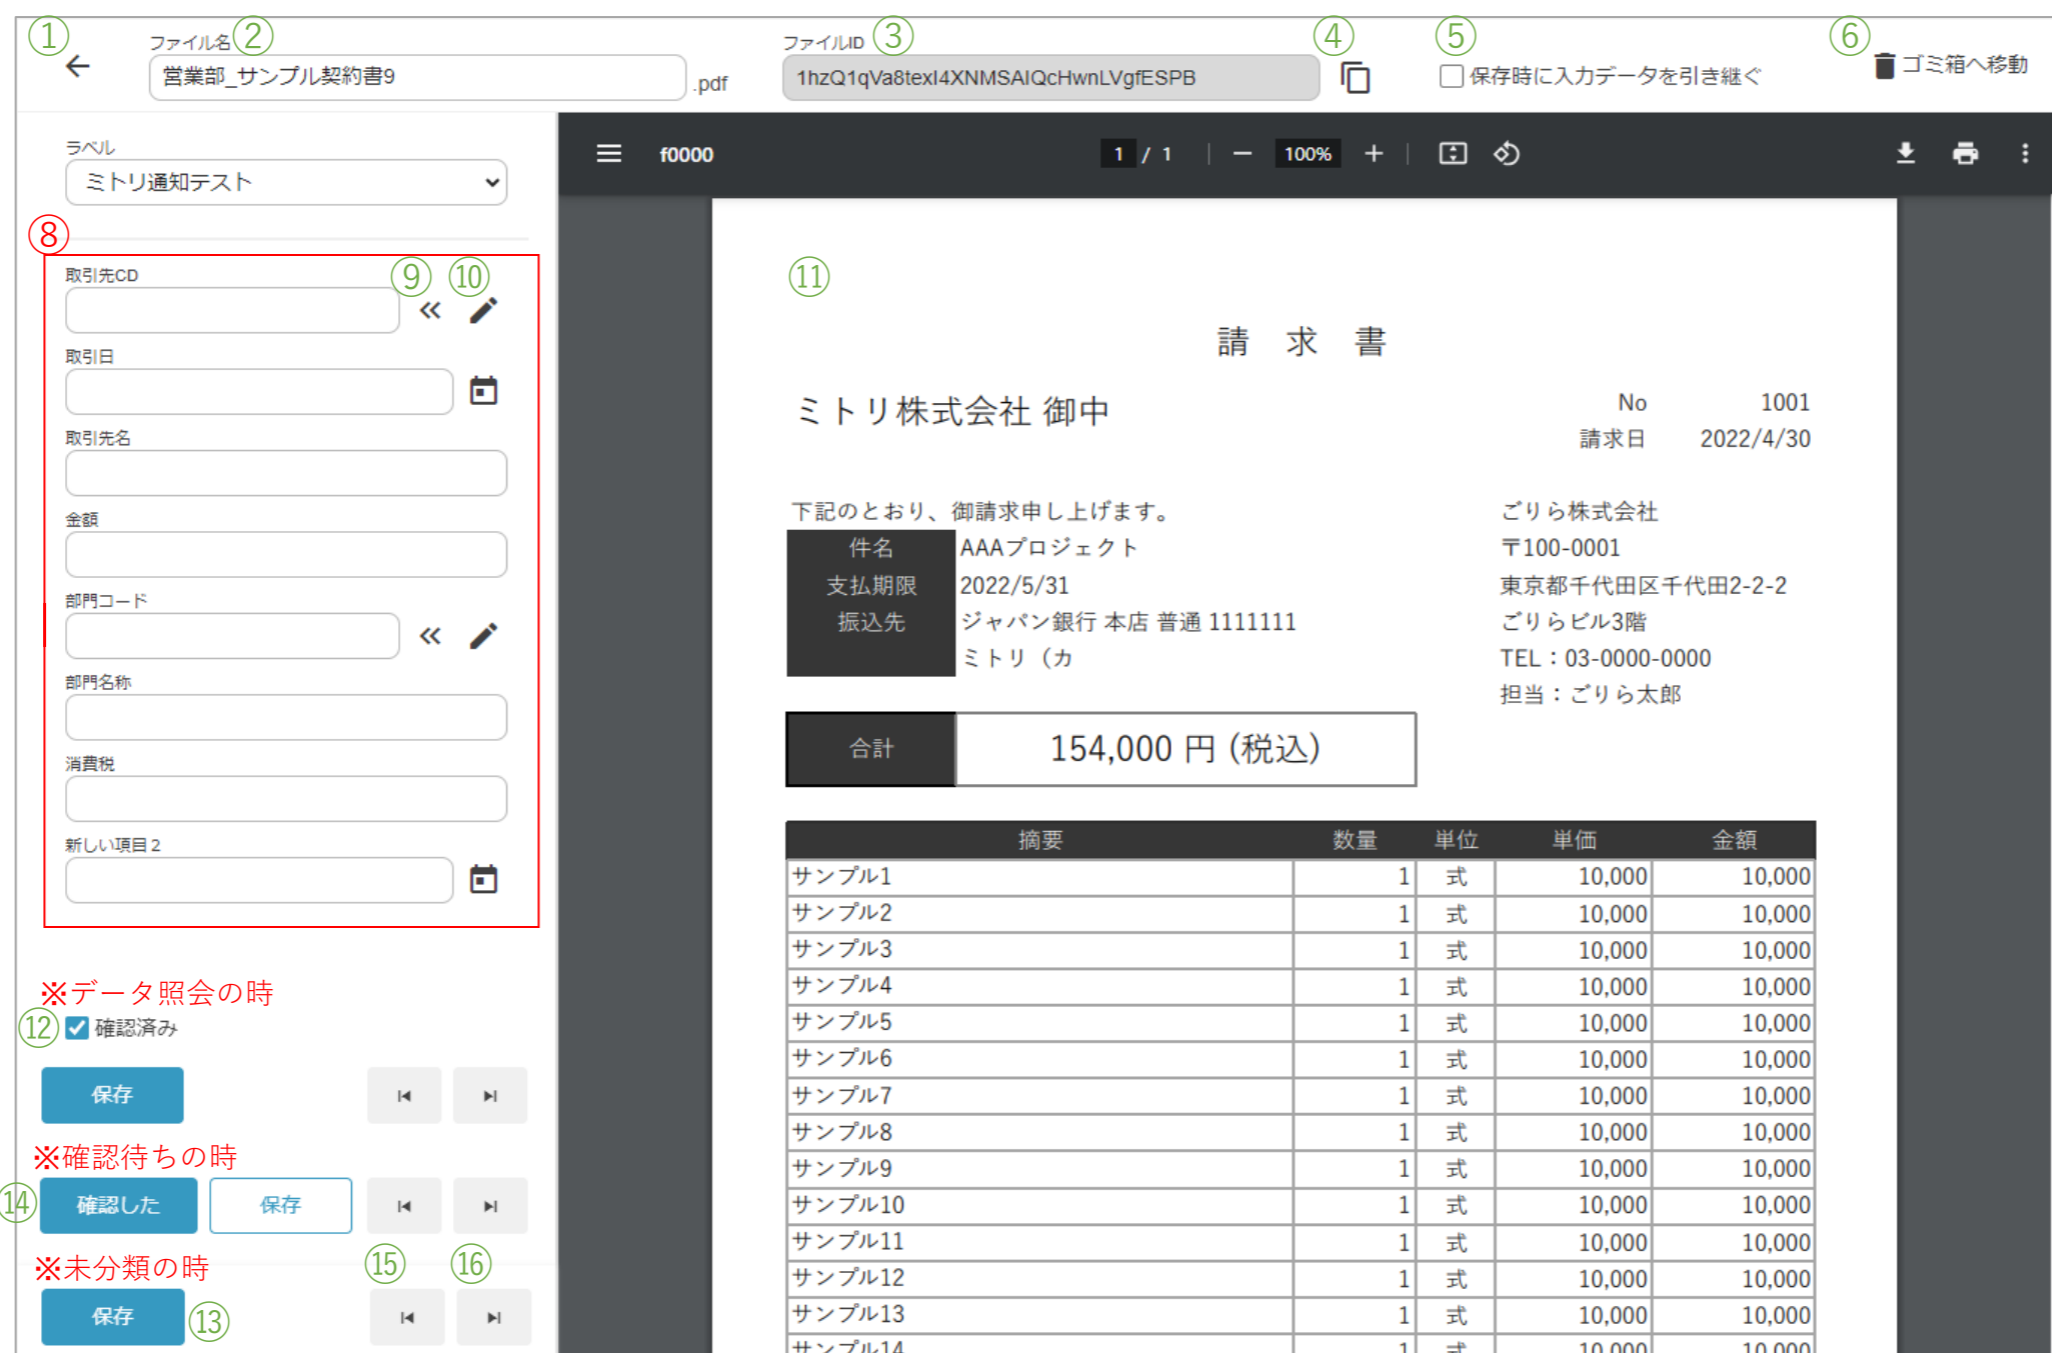 ① ファイル名 ② ファイルID ③ ④ ⑤ ⑥
営業部_サンプル契約書9 .pdf 1hzQ1qVa8texI4XNMSAIQcHwnLVgfESPB 保存時に入力データを引き継ぐ ゴミ箱へ移動
ラベル
ミトリ通知テスト
f0000 1 / 1 100%
⑧
取引先CD ⑨ ⑩
取引日
取引先名
金額
部門コード
部門名称
消費税
新しい項目2
※データ照会の時
⑫ 確認済み
保存
※確認待ちの時
⑭ 確認した 保存
※未分類の時 ⑮ ⑯
保存 ⑬
⑪
請 求 書
ミトリ株式会社 御中
No 1001
請求日 2022/4/30
下記のとおり、御請求申し上げます。
件名 AAAプロジェクト
支払期限 2022/5/31
振込先 ジャパン銀行 本店 普通 1111111
ミトリ（カ
ごりら株式会社
〒100-0001
東京都千代田区千代田2-2-2
ごりらビル3階
TEL：03-0000-0000
担当：ごりら太郎
合計 154,000 円 (税込)
摘要 数量 単位 単価 金額
サンプル1 1 式 10,000 10,000
サンプル2 1 式 10,000 10,000
サンプル3 1 式 10,000 10,000
サンプル4 1 式 10,000 10,000
サンプル5 1 式 10,000 10,000
サンプル6 1 式 10,000 10,000
サンプル7 1 式 10,000 10,000
サンプル8 1 式 10,000 10,000
サンプル9 1 式 10,000 10,000
サンプル10 1 式 10,000 10,000
サンプル11 1 式 10,000 10,000
サンプル12 1 式 10,000 10,000
サンプル13 1 式 10,000 10,000
サンプル14 1 式 10,000 10,000